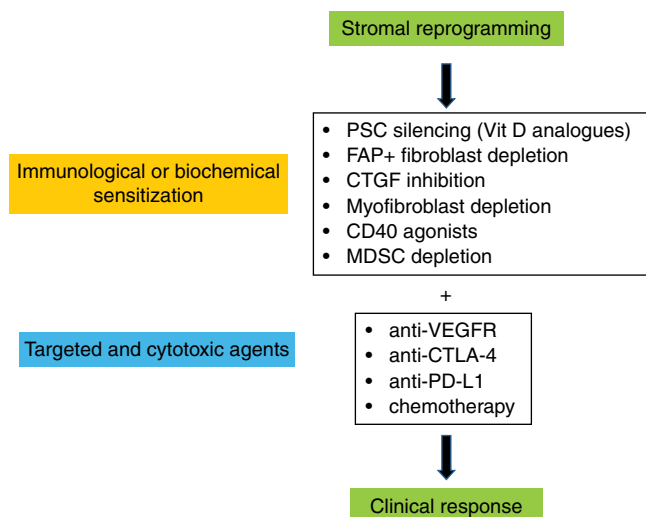 Stromal reprogramming
Immunological or biochemical
sensitization
• PSC silencing (Vit D analogues)
• FAP+ fibroblast depletion
• CTGF inhibition
• Myofibroblast depletion
• CD40 agonists
• MDSC depletion
+
Targeted and cytotoxic agents
• anti-VEGFR
• anti-CTLA-4
• anti-PD-L1
• chemotherapy
Clinical response